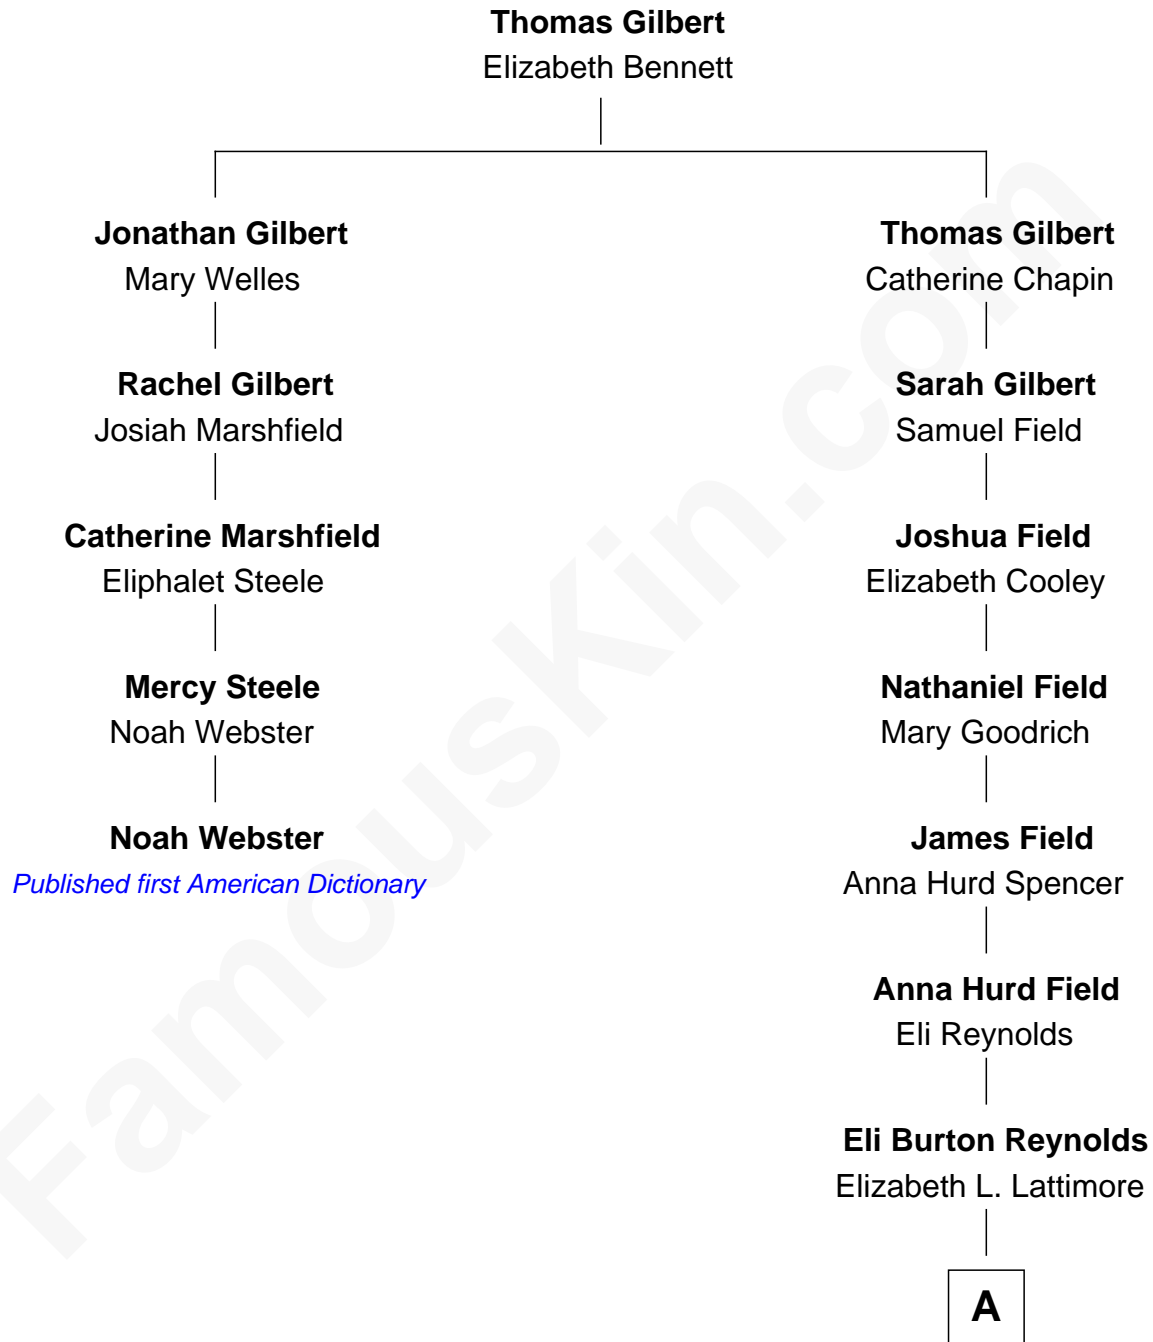 Thomas Gilbert
Elizabeth Bennett
Jonathan Gilbert
Mary Welles
Rachel Gilbert
Josiah Marshfield
Catherine Marshfield
Eliphalet Steele
Mercy Steele
Noah Webster
Noah Webster
Published first American Dictionary
Thomas Gilbert
Catherine Chapin
Sarah Gilbert
Samuel Field
Joshua Field
Elizabeth Cooley
Nathaniel Field
Mary Goodrich
James Field
Anna Hurd Spencer
Anna Hurd Field
Eli Reynolds
Eli Burton Reynolds
Elizabeth L. Lattimore
A
FamousKin.com